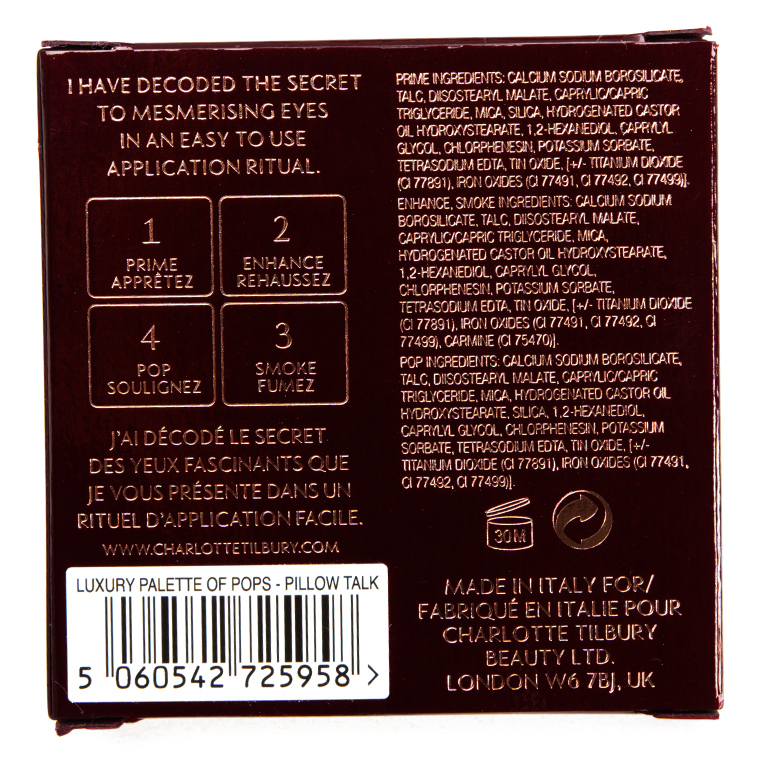 I HAVE DECODED THE SECRET
TO MESMERISING EYES
IN AN EASY TO USE
APPLICATION RITUAL.
1
PRIME
APPRÊTEZ
2
ENHANCE
REHAUSSEZ
4
POP
SOULIGNEZ
3
SMOKE
FUMEZ
J'AI DÉCODÉ LE SECRET
DES YEUX FASCINANTS QUE
JE VOUS PRÉSENTE DANS UN
RITUEL D'APPLICATION FACILE.
WWW.CHARLOTTETILBURY.COM
LUXURY PALETTE OF POPS - PILLOW TALK
5 060542 725958 >
PRIME INGREDIENTS: CALCIUM SODIUM BOROSILICATE,
TALC, DIISOSTEARYL MALATE, CAPRYLIC/CAPRIC
TRIGLYCERIDE, MICA, SILICA, HYDROGENATED CASTOR
OIL HYDROXYSTEARATE, 1,2-HEXANEDIOL, CAPRYLYL
GLYCOL, CHLORPHENESIN, POTASSIUM SORBATE,
TETRASODIUM EDTA, TIN OXIDE, [+/- TITANIUM DIOXIDE
(CI 77891), IRON OXIDES (CI 77491, CI 77492, CI 77499)].
ENHANCE, SMOKE INGREDIENTS: CALCIUM SODIUM
BOROSILICATE, TALC, DIISOSTEARYL MALATE,
CAPRYLIC/CAPRIC TRIGLYCERIDE, MICA,
HYDROGENATED CASTOR OIL HYDROXYSTEARATE,
1,2-HEXANEDIOL, CAPRYLYL GLYCOL,
CHLORPHENESIN, POTASSIUM SORBATE,
TETRASODIUM EDTA, TIN OXIDE, [+/- TITANIUM DIOXIDE
(CI 77891), IRON OXIDES (CI 77491, CI 77492, CI
77499), CARMINE (CI 75470)].
POP INGREDIENTS: CALCIUM SODIUM BOROSILICATE,
TALC, DIISOSTEARYL MALATE, CAPRYLIC/CAPRIC
TRIGLYCERIDE, MICA, HYDROGENATED CASTOR OIL
HYDROXYSTEARATE, SILICA, 1,2-HEXANEDIOL,
CAPRYLYL GLYCOL, CHLORPHENESIN, POTASSIUM
SORBATE, TETRASODIUM EDTA, TIN OXIDE, [+/-
TITANIUM DIOXIDE (CI 77891), IRON OXIDES (CI 77491,
CI 77492, CI 77499)].
30M
MADE IN ITALY FOR/
FABRIQUÉ EN ITALIE POUR
CHARLOTTE TILBURY
BEAUTY LTD.
LONDON W6 7BJ, UK